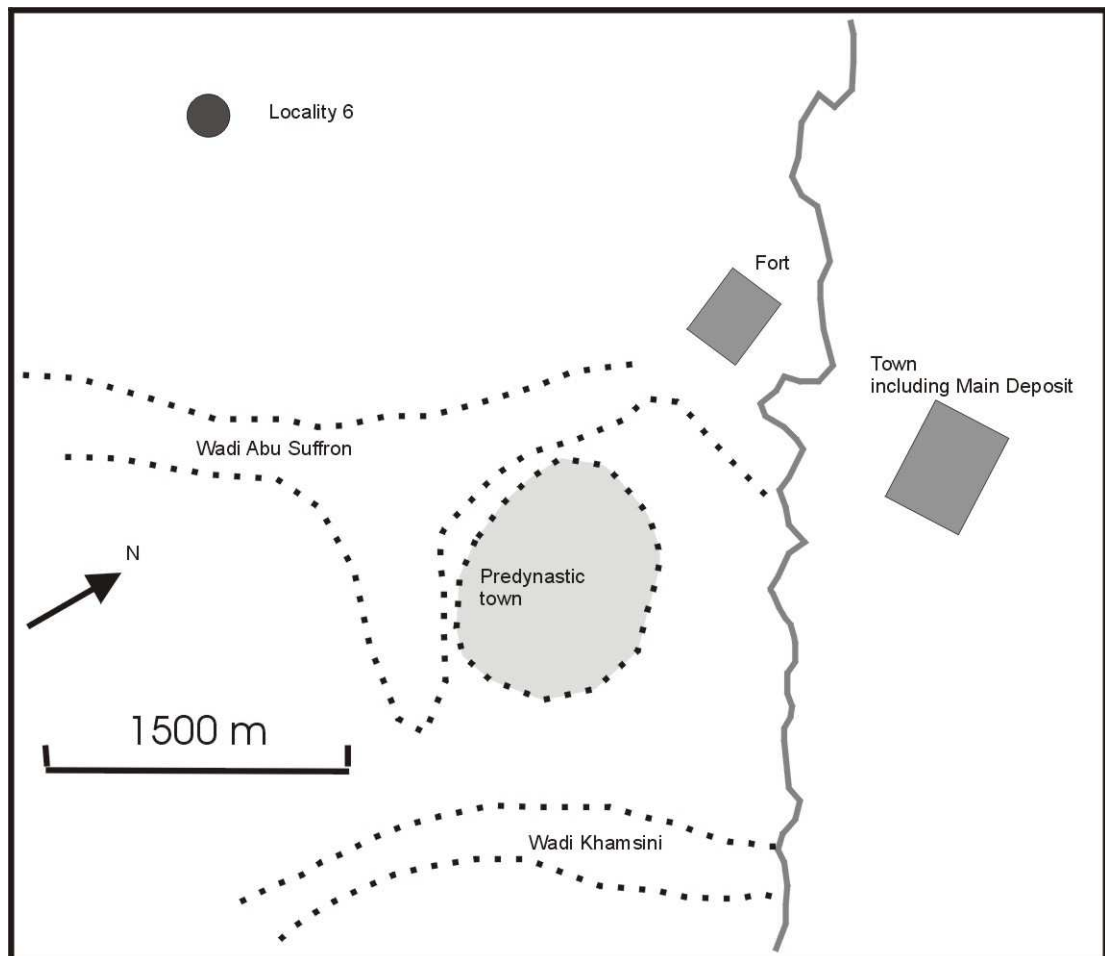 Locality 6
Fort
Town
including Main Deposit
Wadi Abu Suffron
N
Predynastic
town
1500 m
Wadi Khamsini